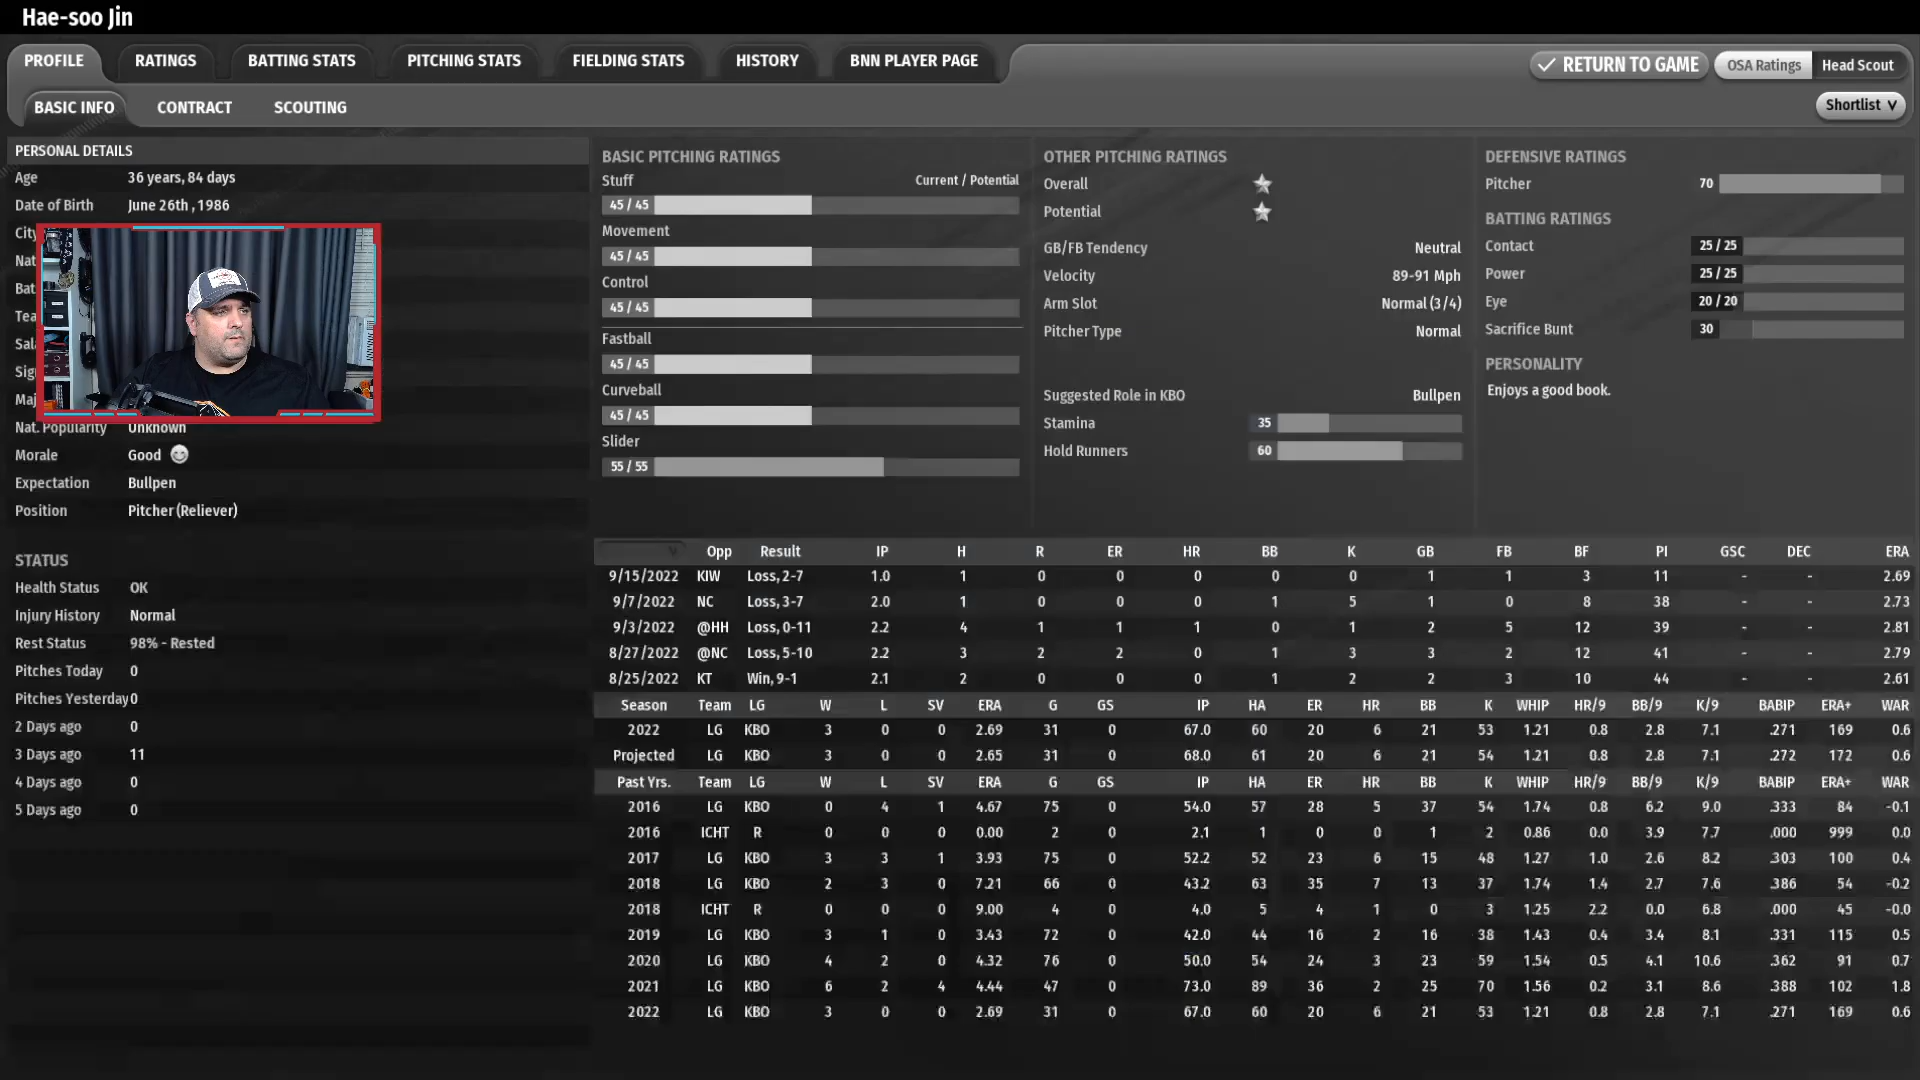 Hae-soo Jin
PROFILE RATINGS BATTING STATS PITCHING STATS FIELDING STATS HISTORY BNN PLAYER PAGE RETURN TO GAME OSA Ratings Head Scout
BASIC INFO CONTRACT SCOUTING Shortlist V
PERSONAL DETAILS
Age 36 years, 84 days
Date of Birth June 26th , 1986
City
Nat
Bat
Tea
Sala
Sig
Maj
Nat. Popularity Unknown
Morale Good
Expectation Bullpen
Position Pitcher (Reliever)
STATUS
Health Status OK
Injury History Normal
Rest Status 98% - Rested
Pitches Today 0
Pitches Yesterday 0
2 Days ago 0
3 Days ago 11
4 Days ago 0
5 Days ago 0
BASIC PITCHING RATINGS
Stuff Current / Potential
45 / 45
Movement
45 / 45
Control
45 / 45
Fastball
45 / 45
Curveball
45 / 45
Slider
55 / 55
OTHER PITCHING RATINGS
Overall
Potential
GB/FB Tendency Neutral
Velocity 89-91 Mph
Arm Slot Normal (3/4)
Pitcher Type Normal
Suggested Role in KBO Bullpen
Stamina 35
Hold Runners 60
DEFENSIVE RATINGS
Pitcher 70
BATTING RATINGS
Contact 25 / 25
Power 25 / 25
Eye 20 / 20
Sacrifice Bunt 30
PERSONALITY
Enjoys a good book.
Opp Result IP H R ER HR BB K GB FB BF PI GSC DEC ERA
9/15/2022 KIW Loss, 2-7 1.0 1 0 0 0 0 0 1 1 3 11 - - 2.69
9/7/2022 NC Loss, 3-7 2.0 1 0 0 0 1 5 1 0 8 38 - - 2.73
9/3/2022 @HH Loss, 0-11 2.2 4 1 1 1 0 1 2 5 12 39 - - 2.81
8/27/2022 @NC Loss, 5-10 2.2 3 2 2 0 1 3 3 2 12 41 - - 2.79
8/25/2022 KT Win, 9-1 2.1 2 0 0 0 1 2 2 3 10 44 - - 2.61
Season Team LG W L SV ERA G GS IP HA ER HR BB K WHIP HR/9 BB/9 K/9 BABIP ERA+ WAR
2022 LG KBO 3 0 0 2.69 31 0 67.0 60 20 6 21 53 1.21 0.8 2.8 7.1 .271 169 0.6
Projected LG KBO 3 0 0 2.65 31 0 68.0 61 20 6 21 54 1.21 0.8 2.8 7.1 .272 172 0.6
Past Yrs. Team LG W L SV ERA G GS IP HA ER HR BB K WHIP HR/9 BB/9 K/9 BABIP ERA+ WAR
2016 LG KBO 0 4 1 4.67 75 0 54.0 57 28 5 37 54 1.74 0.8 6.2 9.0 .333 84 -0.1
2016 ICHT R 0 0 0 0.00 2 0 2.1 1 0 0 1 2 0.86 0.0 3.9 7.7 .000 999 0.0
2017 LG KBO 3 3 1 3.93 75 0 52.2 52 23 6 15 48 1.27 1.0 2.6 8.2 .303 100 0.4
2018 LG KBO 2 3 0 7.21 66 0 43.2 63 35 7 13 37 1.74 1.4 2.7 7.6 .386 54 -0.2
2018 ICHT R 0 0 0 9.00 4 0 4.0 5 4 1 0 3 1.25 2.2 0.0 6.8 .000 45 -0.0
2019 LG KBO 3 1 0 3.43 72 0 42.0 44 16 2 16 38 1.43 0.4 3.4 8.1 .331 115 0.5
2020 LG KBO 4 2 0 4.32 76 0 50.0 54 24 3 23 59 1.54 0.5 4.1 10.6 .362 91 0.7
2021 LG KBO 6 2 4 4.44 47 0 73.0 89 36 2 25 70 1.56 0.2 3.1 8.6 .388 102 1.8
2022 LG KBO 3 0 0 2.69 31 0 67.0 60 20 6 21 53 1.21 0.8 2.8 7.1 .271 169 0.6